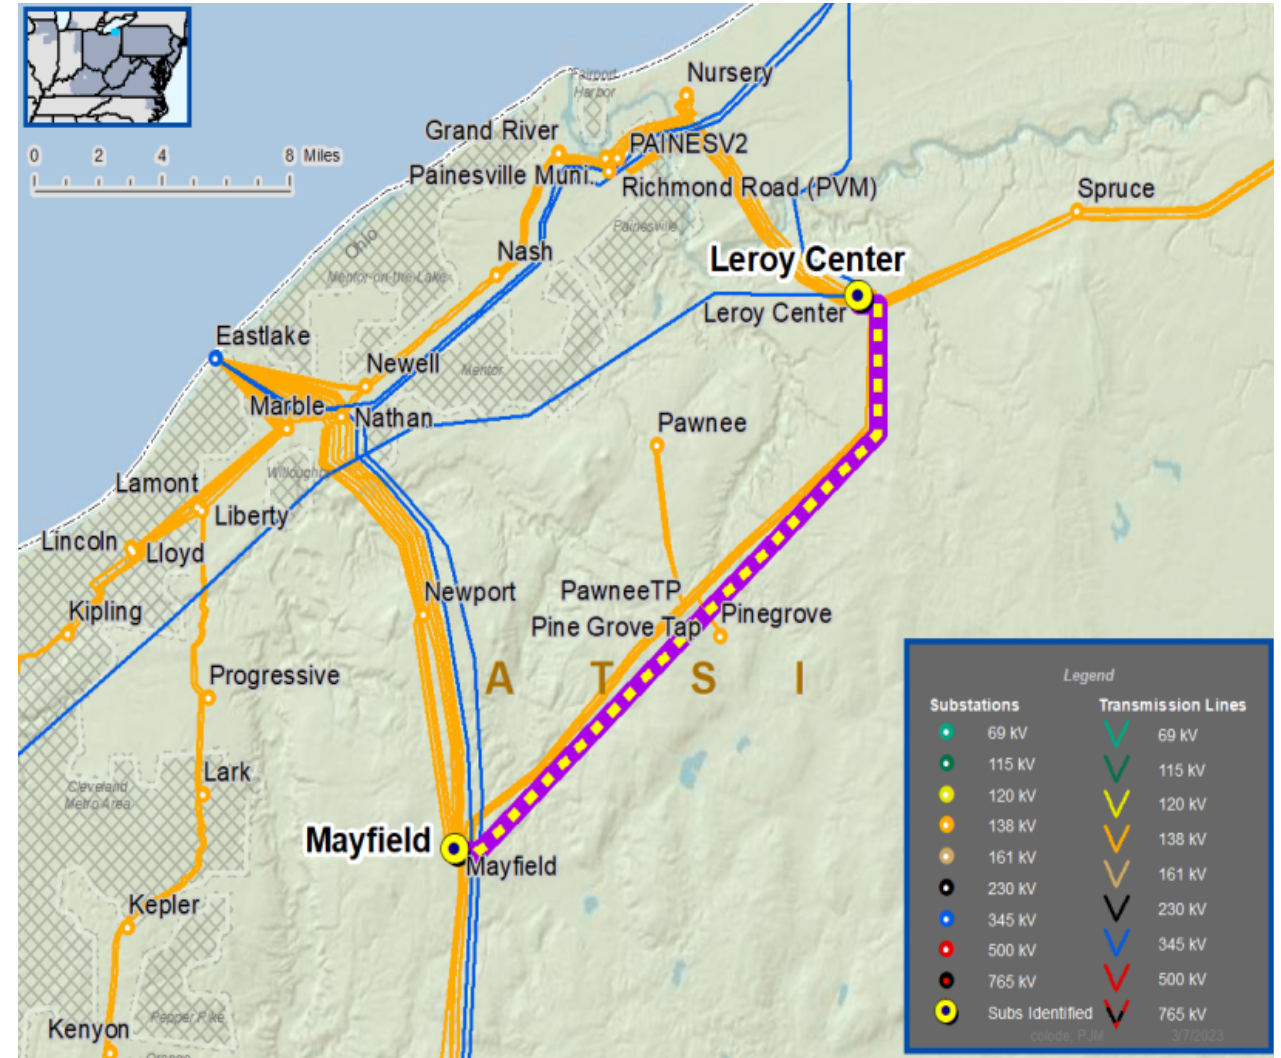 Nursery
Fairport
Harbor
Grand River
PAINESV2
0 2 4 8 Miles
Painesville Muni.
Richmond Road (PVM)
Spruce
Painesville
Ohio
Nash
Leroy Center
Mentor-on-the-Lake
Leroy Center
Eastlake
Newell
Mentor
Marble
Nathan
Pawnee
Willoughby
Lamont
Liberty
Lincoln
Lloyd
Newport
PawneeTP
Kipling
Pinegrove
Pine Grove Tap
A T S I
Progressive
Lark
Cleveland
Metro Area
Mayfield
Mayfield
Kepler
Pepper Pike
Kenyon
Orange
Legend
Substations Transmission Lines
69 kV 69 kV
115 kV 115 kV
120 kV 120 kV
138 kV 138 kV
161 kV 161 kV
230 kV 230 kV
345 kV 345 kV
500 kV 500 kV
765 kV 765 kV
Subs Identified
colode, PJM 3/7/2023